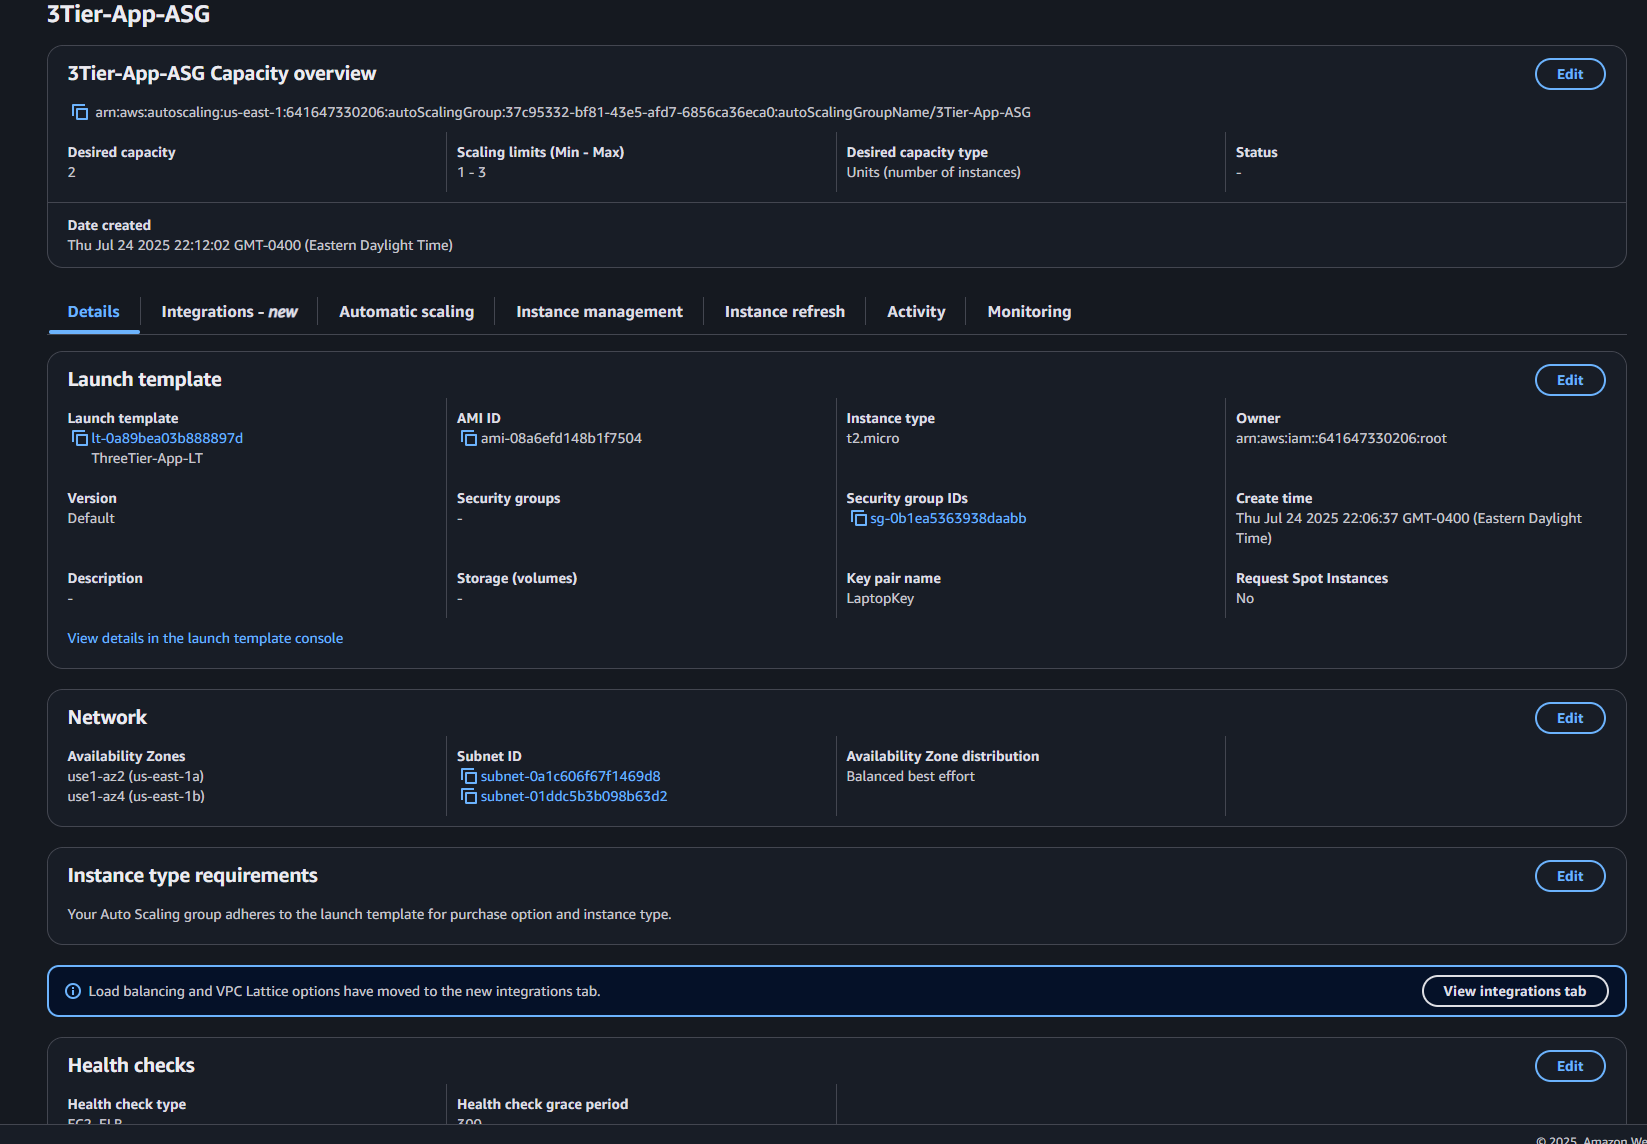 3Tier-App-ASG
3Tier-App-ASG Capacity overview
Edit
arn:aws:autoscaling:us-east-1:641647330206:autoScalingGroup:37c95332-bf81-43e5-afd7-6856ca36eca0:autoScalingGroupName/3Tier-App-ASG
Desired capacity
2
Scaling limits (Min - Max)
1 - 3
Desired capacity type
Units (number of instances)
Status
-
Date created
Thu Jul 24 2025 22:12:02 GMT-0400 (Eastern Daylight Time)
Details
Integrations - new
Automatic scaling
Instance management
Instance refresh
Activity
Monitoring
Launch template
Edit
Launch template
lt-0a89bea03b888897d
ThreeTier-App-LT
AMI ID
ami-08a6efd148b1f7504
Instance type
t2.micro
Owner
arn:aws:iam::641647330206:root
Version
Default
Security groups
-
Security group IDs
sg-0b1ea5363938daabb
Create time
Thu Jul 24 2025 22:06:37 GMT-0400 (Eastern Daylight
Time)
Description
-
Storage (volumes)
-
Key pair name
LaptopKey
Request Spot Instances
No
View details in the launch template console
Network
Edit
Availability Zones
use1-az2 (us-east-1a)
use1-az4 (us-east-1b)
Subnet ID
subnet-0a1c606f67f1469d8
subnet-01ddc5b3b098b63d2
Availability Zone distribution
Balanced best effort
Instance type requirements
Edit
Your Auto Scaling group adheres to the launch template for purchase option and instance type.
Load balancing and VPC Lattice options have moved to the new integrations tab.
View integrations tab
Health checks
Edit
Health check type
EC2, ELB
Health check grace period
300
© 2025, Amazon We